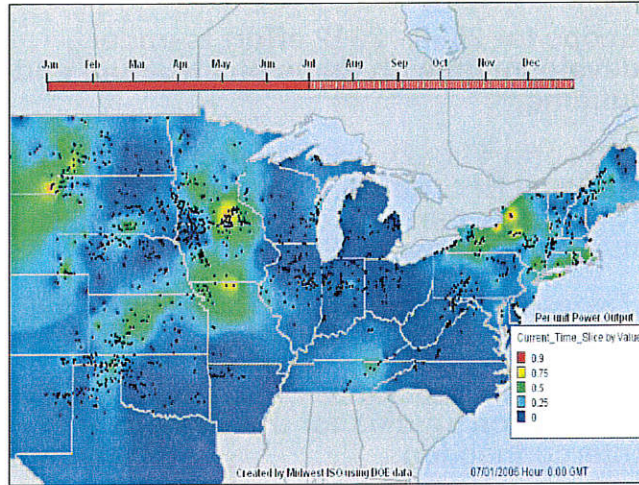 Jan Feb Mar Apr May Jun Jul Aug Sep Oct Nov Dec
Per unit Power Output
Current_Time_Slice by Value
0.9
0.75
0.5
0.25
0
Created by Midwest ISO using DOE data 07/01/2006 Hour 0:00 GMT